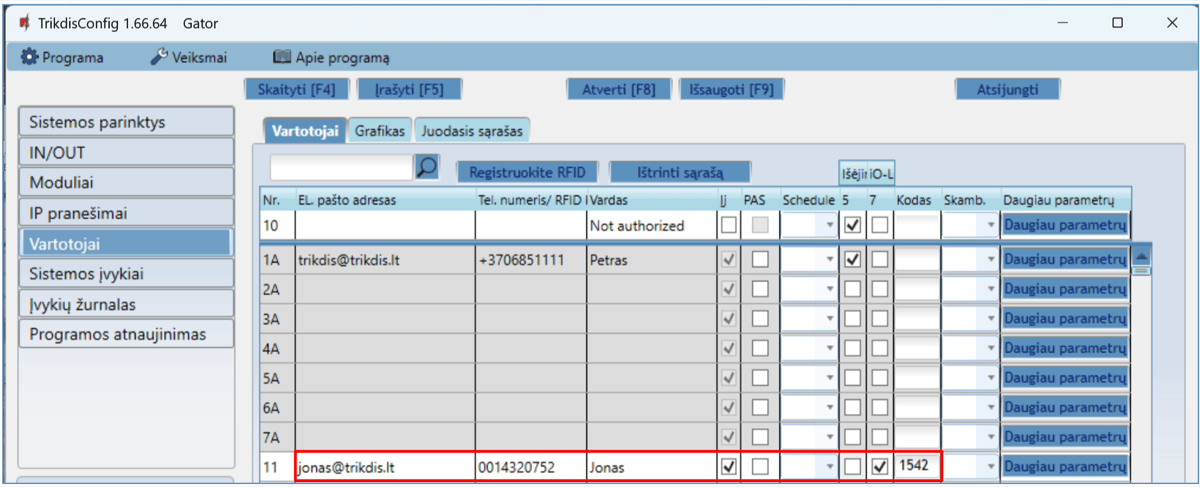 TrikdisConfig 1.66.64 Gator
Programa Veiksmai Apie programą
Skaityti [F4] Įrašyti [F5] Atverti [F8] Išsaugoti [F9] Atsijungti
Sistemos parinktys
IN/OUT
Moduliai
IP pranešimai
Vartotojai
Sistemos įvykiai
Įvykių žurnalas
Programos atnaujinimas
Vartotojai Grafikas Juodasis sąrašas
Registruokite RFID Ištrinti sąrašą Išėjir iO-L
Nr. EL. pašto adresas Tel. numeris/ RFID I Vardas Įj PAS Schedule 5 7 Kodas Skamb. Daugiau parametrų
10 Not authorized Daugiau parametrų
1A trikdis@trikdis.lt +3706851111 Petras Daugiau parametrų
2A Daugiau parametrų
3A Daugiau parametrų
4A Daugiau parametrų
5A Daugiau parametrų
6A Daugiau parametrų
7A Daugiau parametrų
11 jonas@trikdis.lt 0014320752 Jonas 1542 Daugiau parametrų